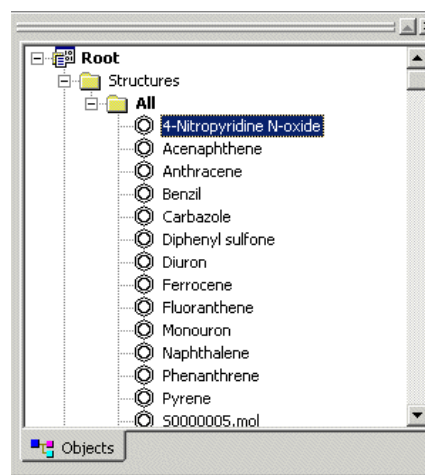 Root
Structures
All
4-Nitropyridine N-oxide
Acenaphthene
Anthracene
Benzil
Carbazole
Diphenyl sulfone
Diuron
Ferrocene
Fluoranthene
Monouron
Naphthalene
Phenanthrene
Pyrene
S0000005.mol
Objects